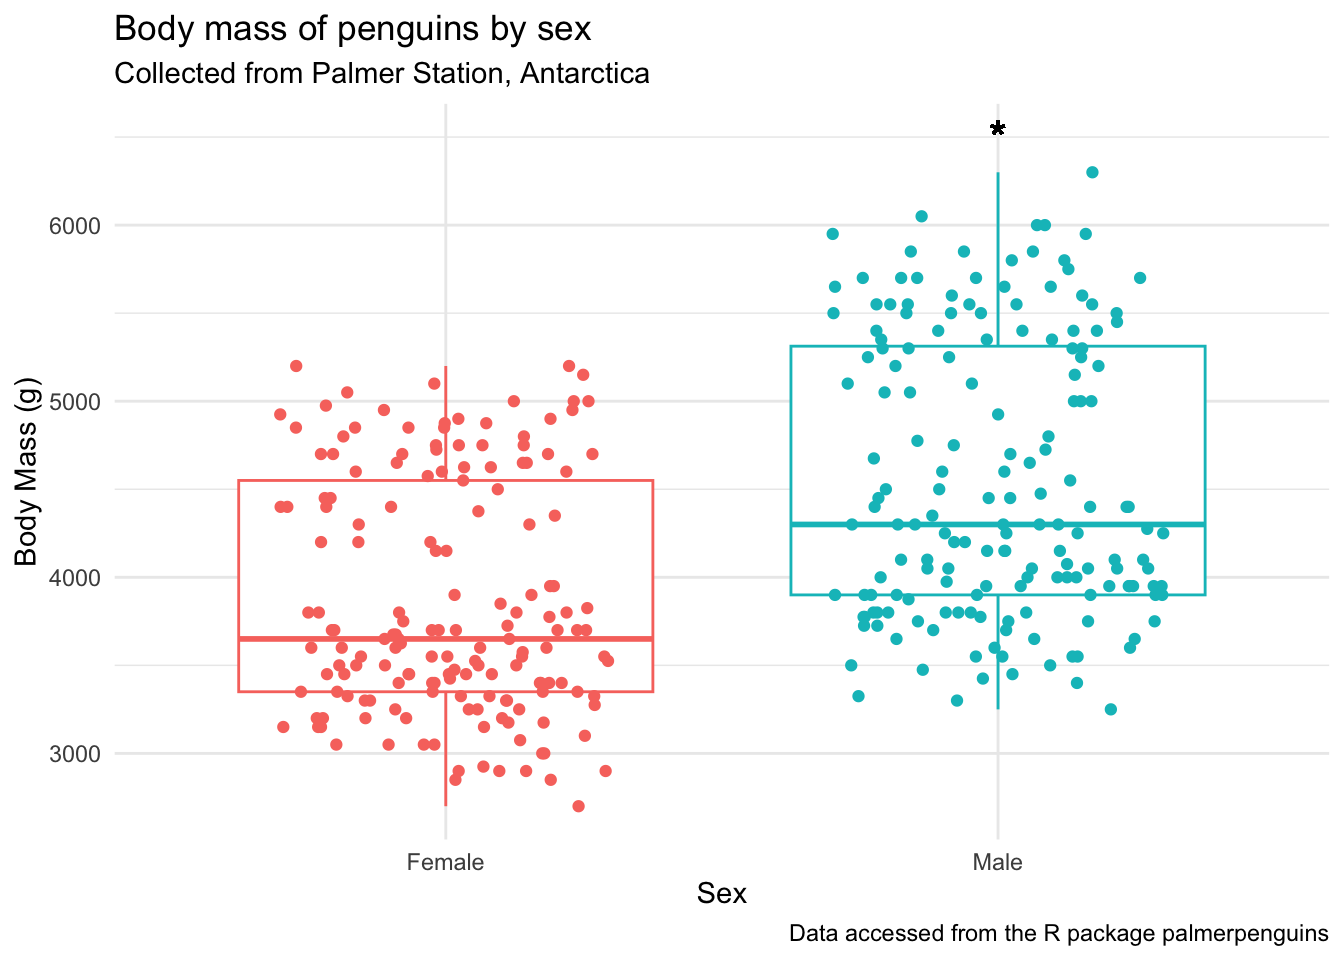 Body mass of penguins by sex
Collected from Palmer Station, Antarctica
*
6000
5000
4000
3000
Body Mass (g)
Female Male
Sex
Data accessed from the R package palmerpenguins